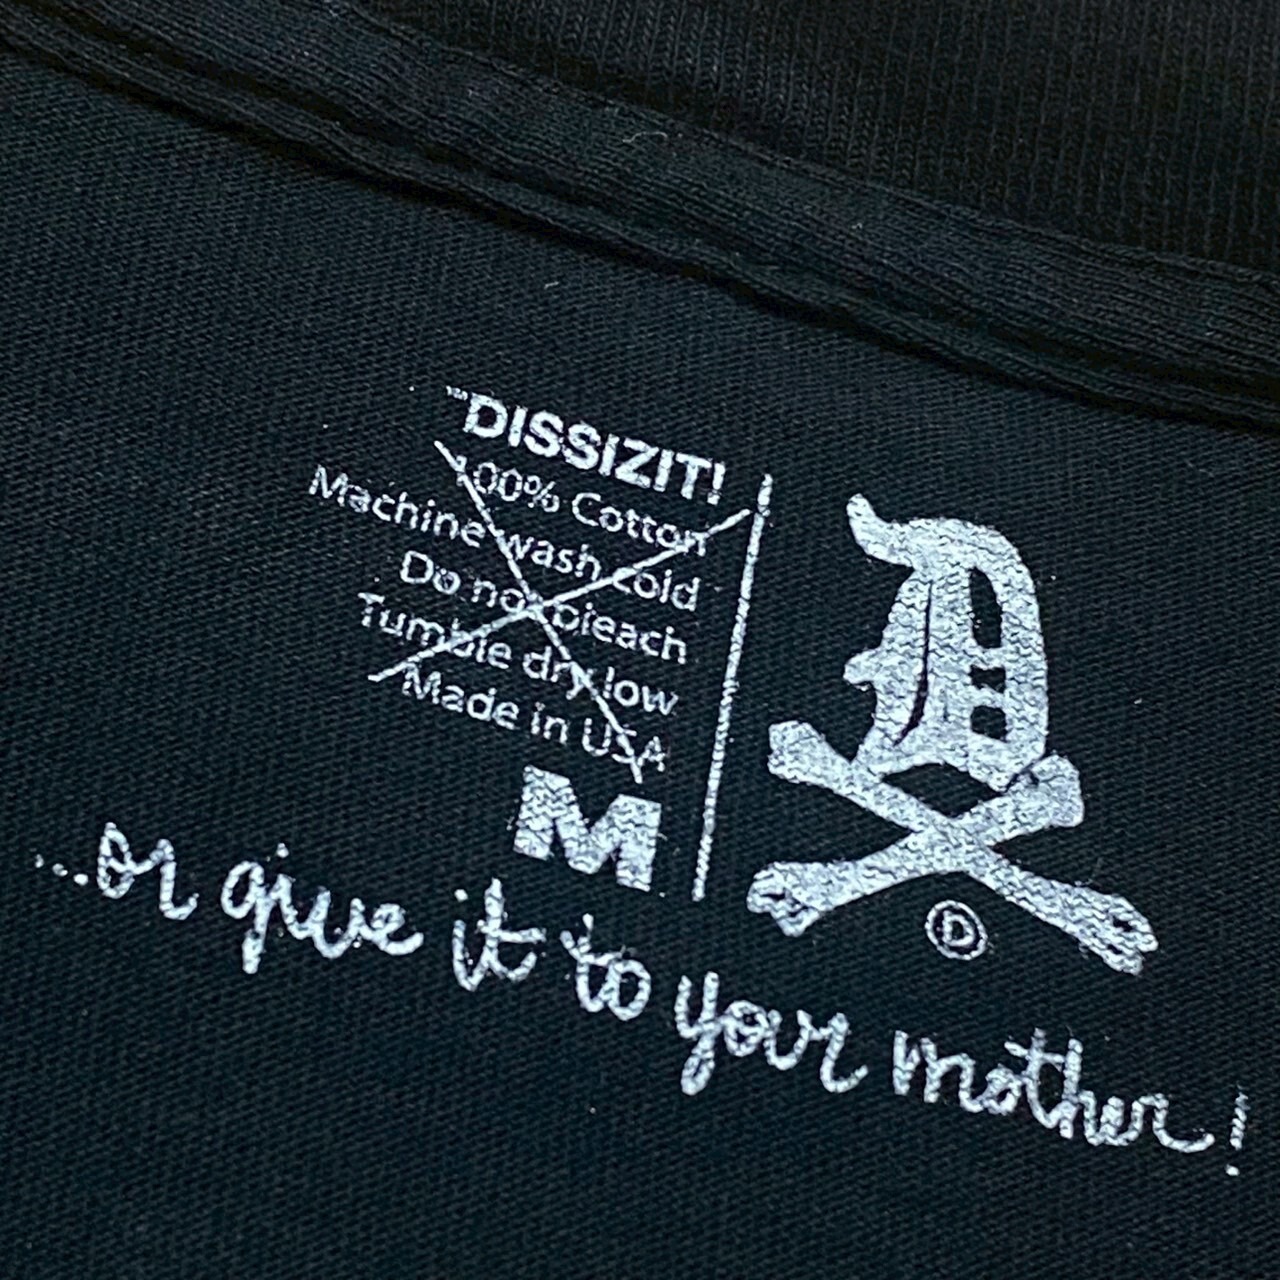 ™DISSIZIT!
100% Cotton
Machine wash cold
Do not bleach
Tumble dry low
Made in USA
M
D
Ⓓ
...or give it to your mother!